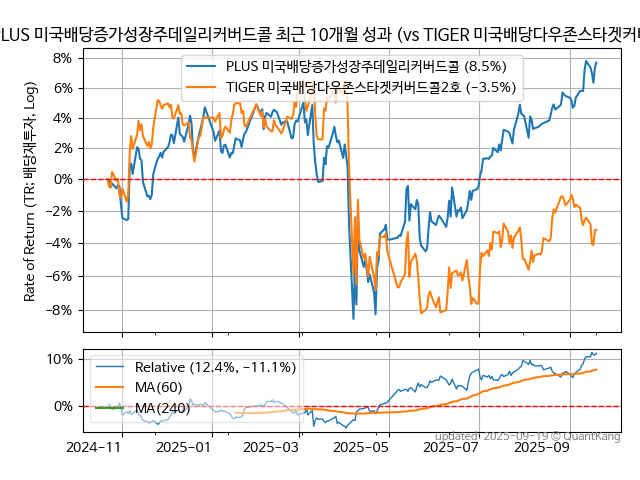 PLUS 미국배당증가성장주데일리커버드콜 최근 10개월 성과 (vs TIGER 미국배당다우존스타겟커버
PLUS 미국배당증가성장주데일리커버드콜 (8.5%)
TIGER 미국배당다우존스타겟커버드콜2호 (−3.5%)
Rate of Return (TR: 배당재투자, Log)
8%
6%
4%
2%
0%
−2%
−4%
−6%
−8%
Relative (12.4%, −11.1%)
MA(60)
MA(240)
10%
0%
2024−11
2025−01
2025−03
2025−05
2025−07
2025−09
updated: 2025−09−19 © QuantKang